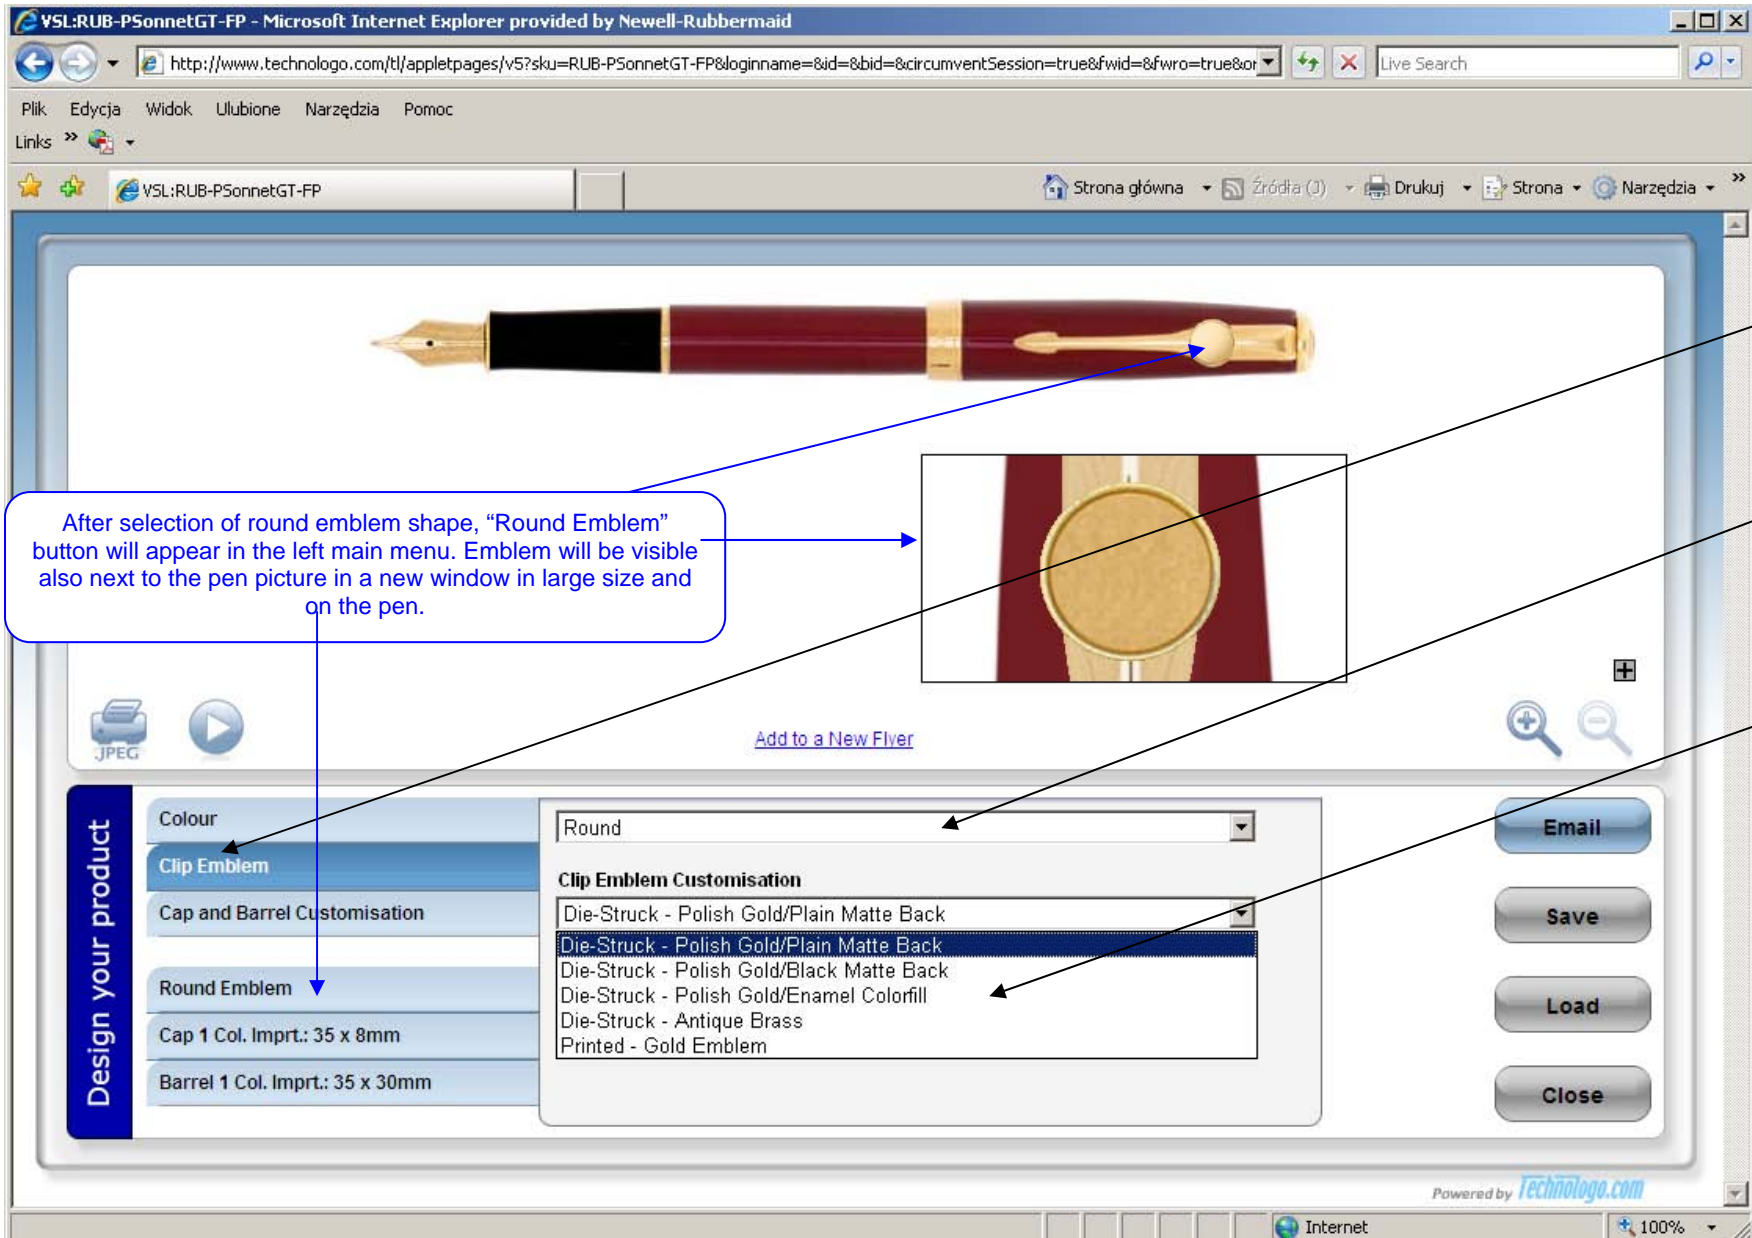 VSL:RUB-PSonnetGT-FP - Microsoft Internet Explorer provided by Newell-Rubbermaid
http://www.technologo.com/tl/appletpages/v5?sku=RUB-PSonnetGT-FP&loginname=&id=&bid=&circumventSession=true&fwid=&fwro=true&or
Live Search
Plik Edycja Widok Ulubione Narzędzia Pomoc
Links »
VSL:RUB-PSonnetGT-FP
Strona główna Źródła (J) Drukuj Strona Narzędzia »
After selection of round emblem shape, “Round Emblem”
button will appear in the left main menu. Emblem will be visible
also next to the pen picture in a new window in large size and
on the pen.
JPEG
Add to a New Flyer
Design your product
Colour
Clip Emblem
Cap and Barrel Customisation
Round Emblem
Cap 1 Col. Imprt.: 35 x 8mm
Barrel 1 Col. Imprt.: 35 x 30mm
Round
Clip Emblem Customisation
Die-Struck - Polish Gold/Plain Matte Back
Die-Struck - Polish Gold/Plain Matte Back
Die-Struck - Polish Gold/Black Matte Back
Die-Struck - Polish Gold/Enamel Colorfill
Die-Struck - Antique Brass
Printed - Gold Emblem
Email
Save
Load
Close
Powered by Technologo.com
Internet
100%